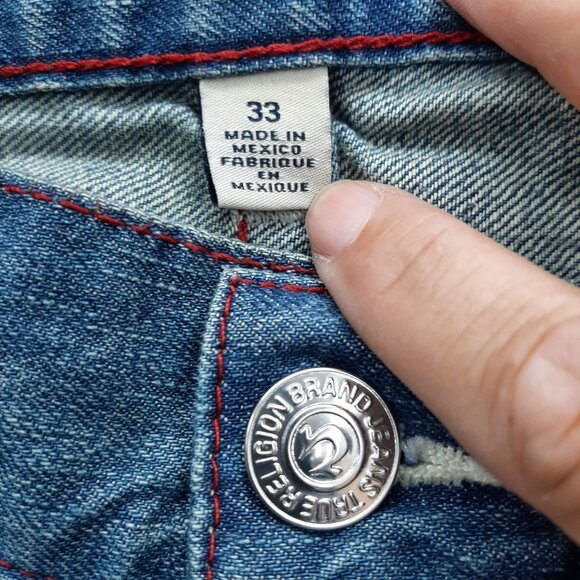 33
MADE IN
MEXICO
FABRIQUE
EN
MEXIQUE
TRUE RELIGION BRAND JEANS